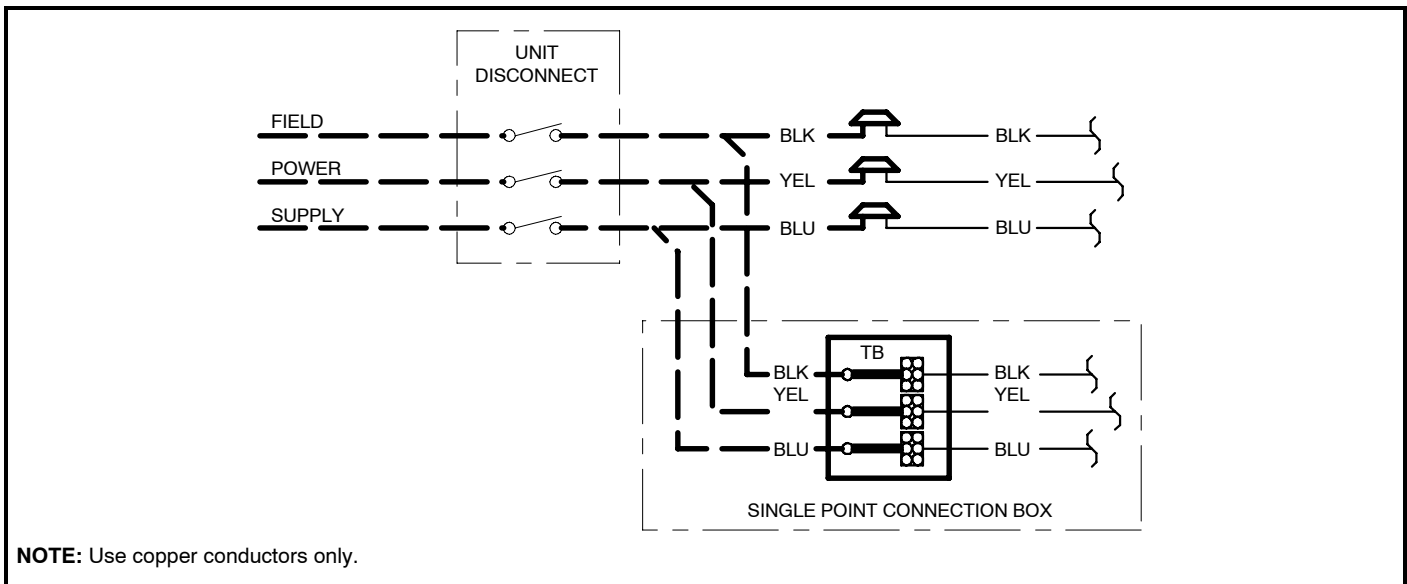 UNIT
DISCONNECT
FIELD
BLK
BLK
POWER
YEL
YEL
SUPPLY
BLU
BLU
TB
BLK
BLK
YEL
YEL
BLU
BLU
SINGLE POINT CONNECTION BOX
NOTE: Use copper conductors only.